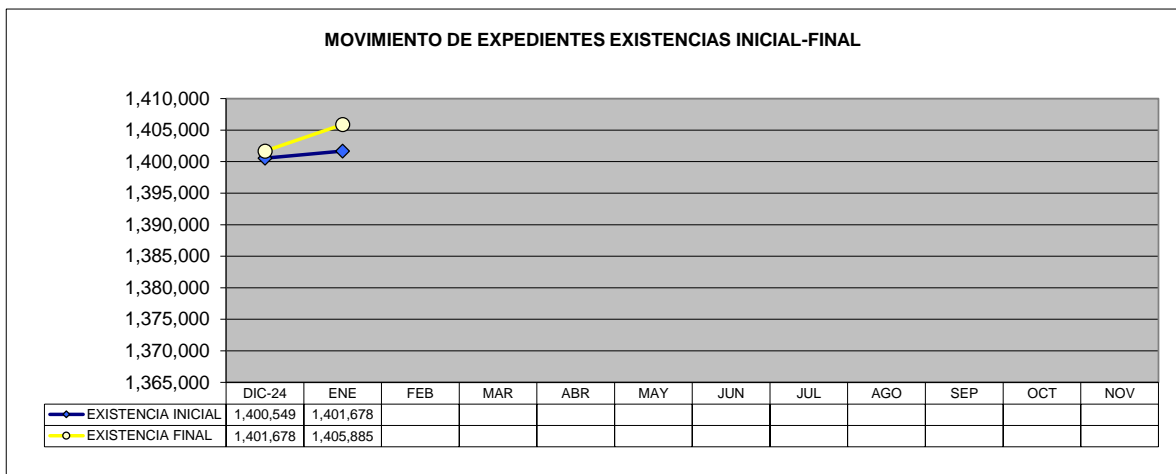 MOVIMIENTO DE EXPEDIENTES EXISTENCIAS INICIAL-FINAL
1,410,000
1,405,000
1,400,000
1,395,000
1,390,000
1,385,000
1,380,000
1,375,000
1,370,000
1,365,000
DIC-24 ENE FEB MAR ABR MAY JUN JUL AGO SEP OCT NOV
EXISTENCIA INICIAL 1,400,549 1,401,678
EXISTENCIA FINAL 1,401,678 1,405,885